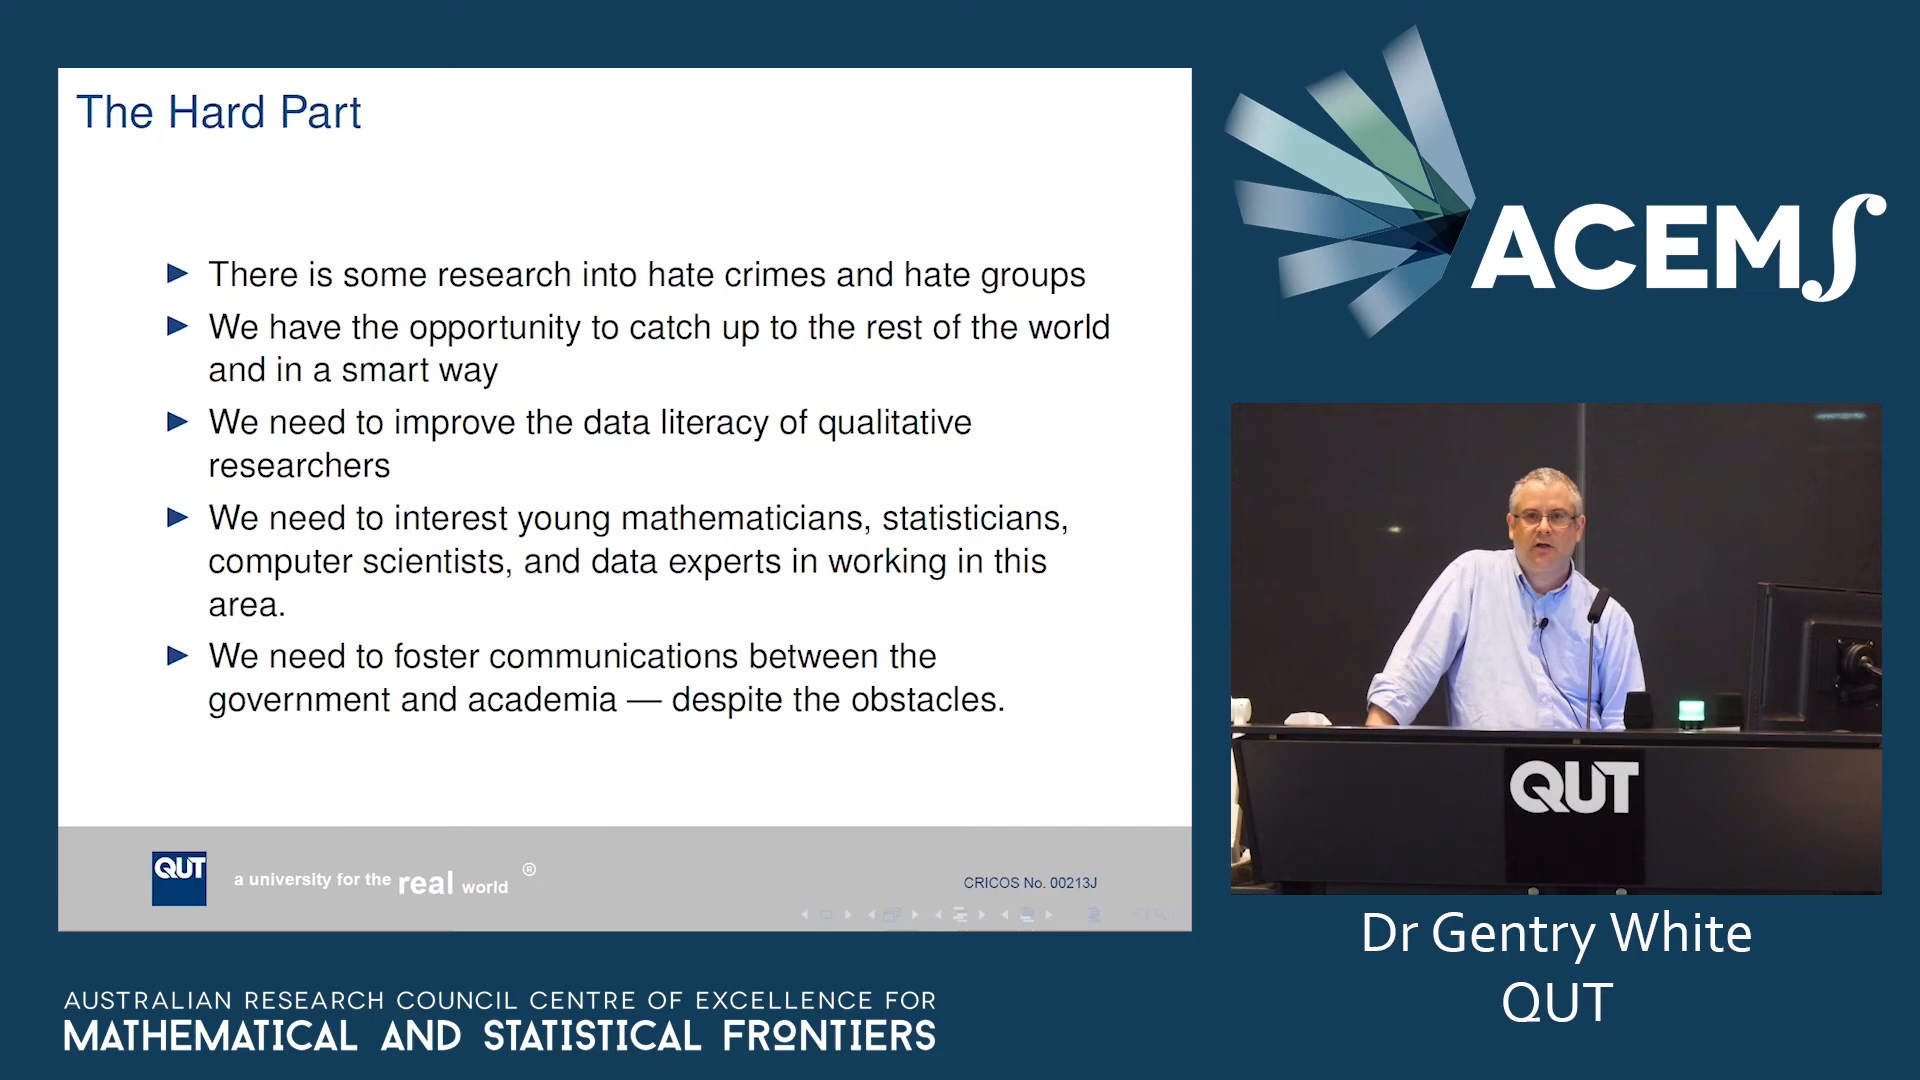 The Hard Part
► There is some research into hate crimes and hate groups
► We have the opportunity to catch up to the rest of the world
and in a smart way
► We need to improve the data literacy of qualitative
researchers
► We need to interest young mathematicians, statisticians,
computer scientists, and data experts in working in this
area.
► We need to foster communications between the
government and academia — despite the obstacles.
QUT
a university for the real world ®
CRICOS No. 00213J
ACEMS
QUT
Dr Gentry White
QUT
AUSTRALIAN RESEARCH COUNCIL CENTRE OF EXCELLENCE FOR
MATHEMATICAL AND STATISTICAL FRONTIERS